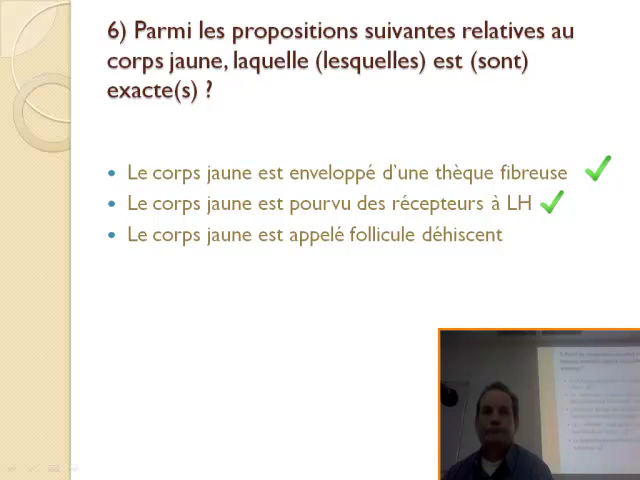 6) Parmi les propositions suivantes relatives au
corps jaune, laquelle (lesquelles) est (sont)
exacte(s) ?
Le corps jaune est enveloppé d'une thèque fibreuse
Le corps jaune est pourvu des récepteurs à LH
Le corps jaune est appelé follicule déhiscent